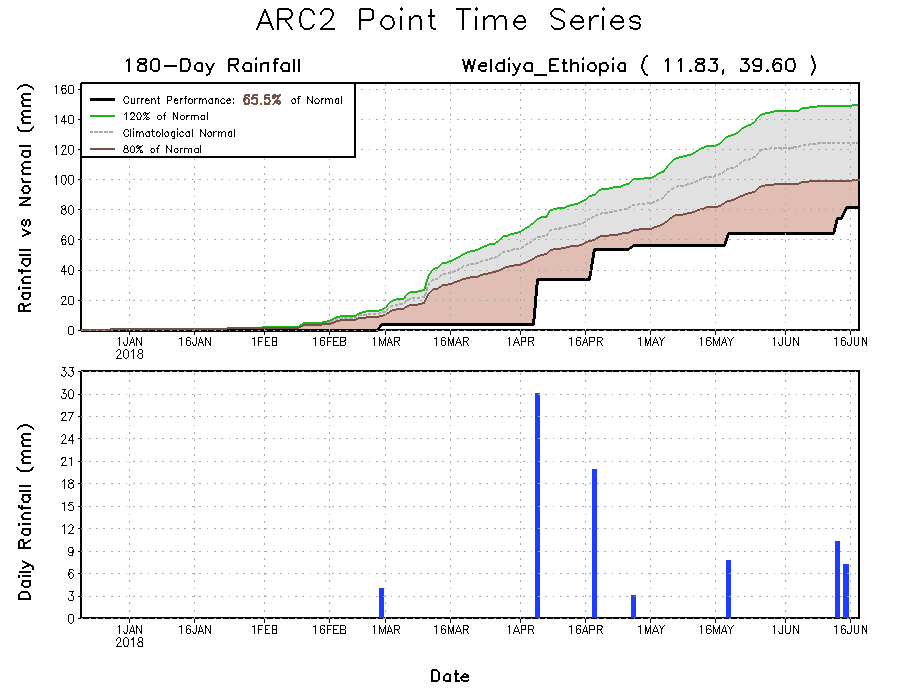 ARC2 Point Time Series
180-Day Rainfall
Weldiya_Ethiopia ( 11.83, 39.60 )
Rainfall vs Normal (mm)
160
140
120
100
80
60
40
20
0
Current Performance: 65.5% of Normal
120% of Normal
Climatological Normal
80% of Normal
1JAN 16JAN 1FEB 16FEB 1MAR 16MAR 1APR 16APR 1MAY 16MAY 1JUN 16JUN
2018
Daily Rainfall (mm)
33
30
27
24
21
18
15
12
9
6
3
0
1JAN 16JAN 1FEB 16FEB 1MAR 16MAR 1APR 16APR 1MAY 16MAY 1JUN 16JUN
2018
Date